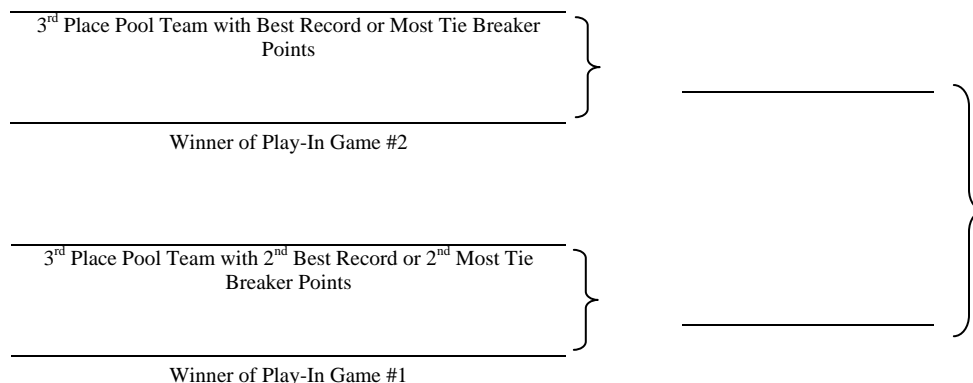 3rd Place Pool Team with Best Record or Most Tie Breaker
Points
Winner of Play-In Game #2
3rd Place Pool Team with 2nd Best Record or 2nd Most Tie
Breaker Points
Winner of Play-In Game #1